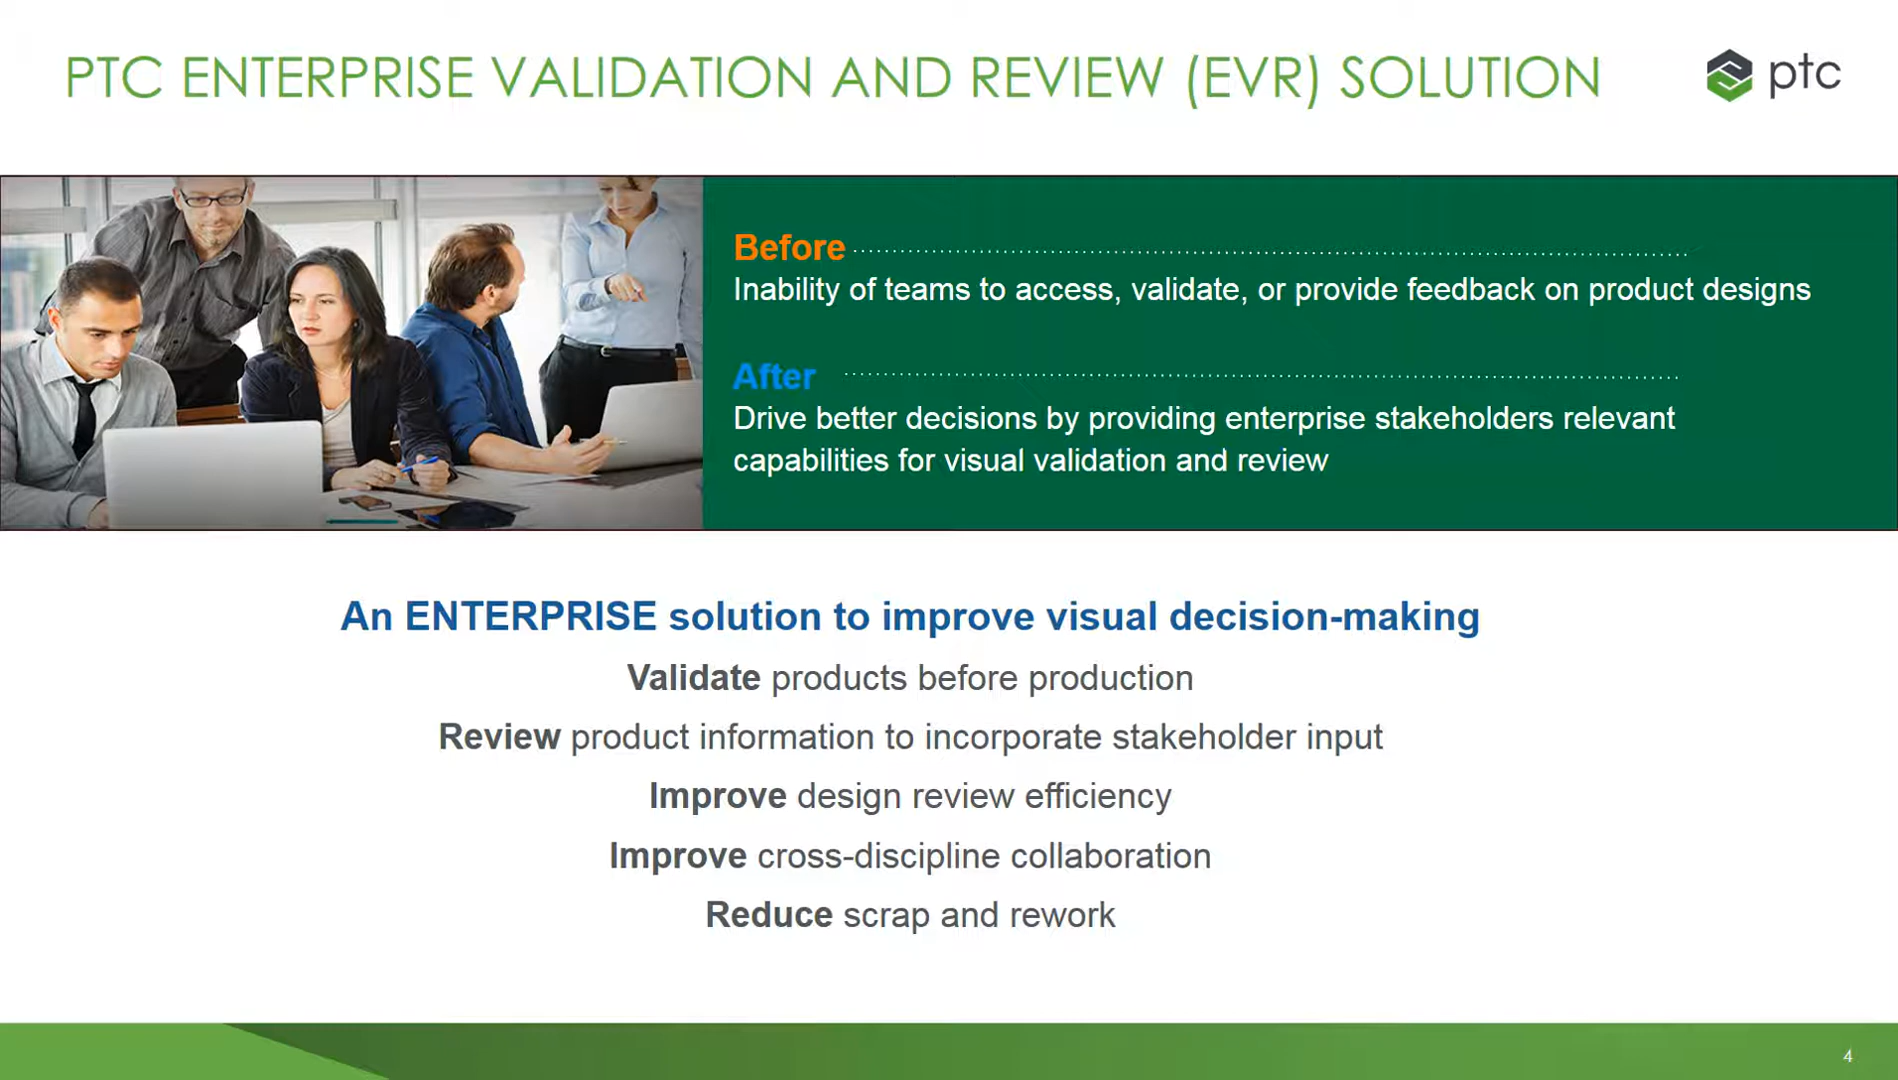 PTC ENTERPRISE VALIDATION AND REVIEW (EVR) SOLUTION
ptc
Before
Inability of teams to access, validate, or provide feedback on product designs
After
Drive better decisions by providing enterprise stakeholders relevant
capabilities for visual validation and review
An ENTERPRISE solution to improve visual decision-making
Validate products before production
Review product information to incorporate stakeholder input
Improve design review efficiency
Improve cross-discipline collaboration
Reduce scrap and rework
4